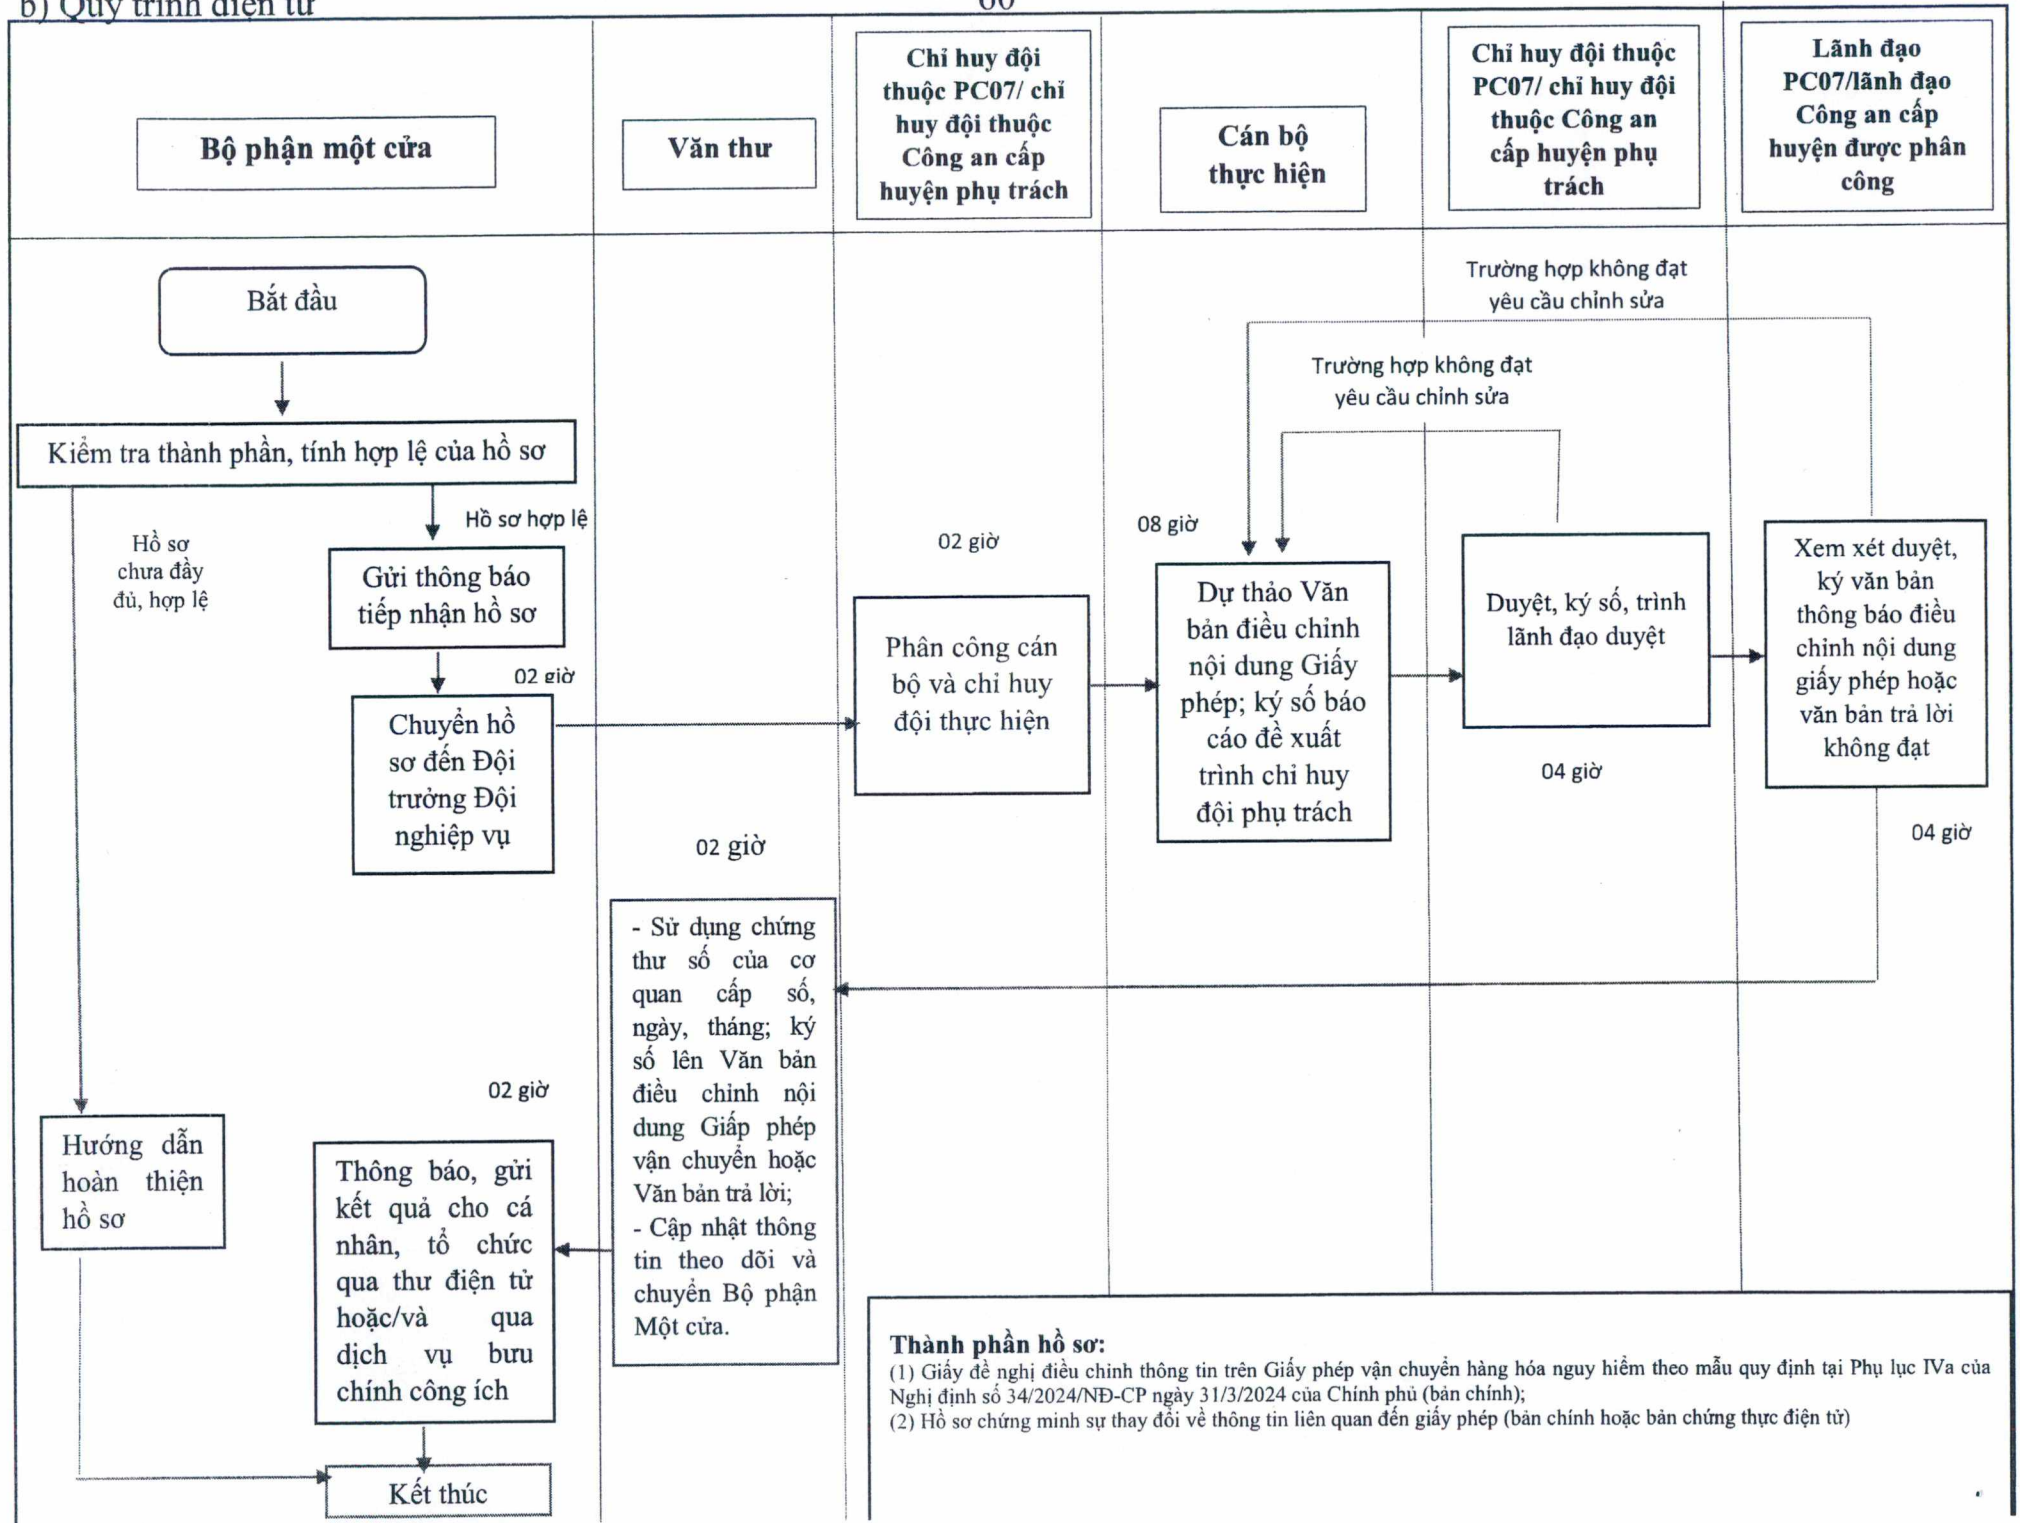 b) Quy trình điện tử
60
Bộ phận một cửa
Văn thư
Chỉ huy đội
thuộc PC07/ chỉ
huy đội thuộc
Công an cấp
huyện phụ trách
Cán bộ
thực hiện
Chỉ huy đội thuộc
PC07/ chỉ huy đội
thuộc Công an
cấp huyện phụ
trách
Lãnh đạo
PC07/lãnh đạo
Công an cấp
huyện được phân
công
Bắt đầu
Kiểm tra thành phần, tính hợp lệ của hồ sơ
Hồ sơ
chưa đầy
đủ, hợp lệ
Hồ sơ hợp lệ
Gửi thông báo
tiếp nhận hồ sơ
02 giờ
Chuyển hồ
sơ đến Đội
trưởng Đội
nghiệp vụ
02 giờ
Phân công cán
bộ và chỉ huy
đội thực hiện
Trường hợp không đạt
yêu cầu chỉnh sửa
Trường hợp không đạt
yêu cầu chỉnh sửa
08 giờ
Dự thảo Văn
bản điều chỉnh
nội dung Giấy
phép; ký số báo
cáo đề xuất
trình chỉ huy
đội phụ trách
Duyệt, ký số, trình
lãnh đạo duyệt
04 giờ
Xem xét duyệt,
ký văn bản
thông báo điều
chỉnh nội dung
giấy phép hoặc
văn bản trả lời
không đạt
04 giờ
02 giờ
- Sử dụng chứng
thư số của cơ
quan cấp số,
ngày, tháng; ký
số lên Văn bản
điều chỉnh nội
dung Giấp phép
vận chuyển hoặc
Văn bản trả lời;
- Cập nhật thông
tin theo dõi và
chuyển Bộ phận
Một cửa.
02 giờ
Thông báo, gửi
kết quả cho cá
nhân, tổ chức
qua thư điện tử
hoặc/và qua
dịch vụ bưu
chính công ích
Hướng dẫn
hoàn thiện
hồ sơ
Kết thúc
Thành phần hồ sơ:
(1) Giấy đề nghị điều chỉnh thông tin trên Giấy phép vận chuyển hàng hóa nguy hiểm theo mẫu quy định tại Phụ lục IVa của
Nghị định số 34/2024/NĐ-CP ngày 31/3/2024 của Chính phủ (bản chính);
(2) Hồ sơ chứng minh sự thay đổi về thông tin liên quan đến giấy phép (bản chính hoặc bản chứng thực điện tử)